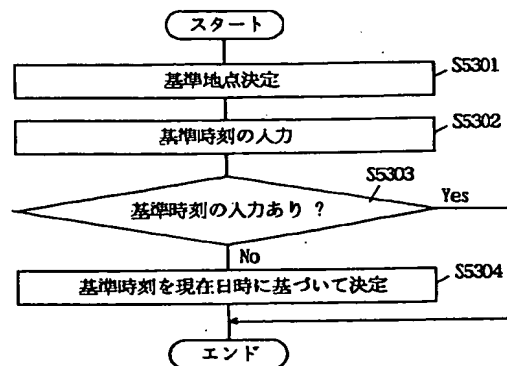 スタート
基準地点決定
S5301
基準時刻の入力
S5302
S5303
基準時刻の入力あり ?
Yes
No
基準時刻を現在日時に基づいて決定
S5304
エンド